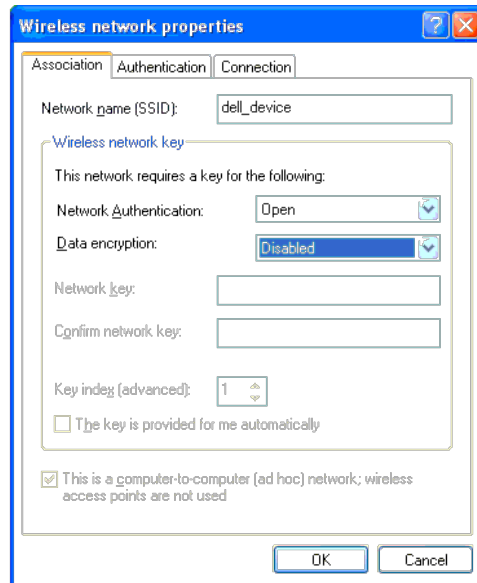 Wireless network properties
Association Authentication Connection
Network name (SSID): dell_device
Wireless network key
This network requires a key for the following:
Network Authentication: Open
Data encryption: Disabled
Network key:
Confirm network key:
Key index (advanced): 1
The key is provided for me automatically
This is a computer-to-computer (ad hoc) network; wireless
access points are not used
OK Cancel